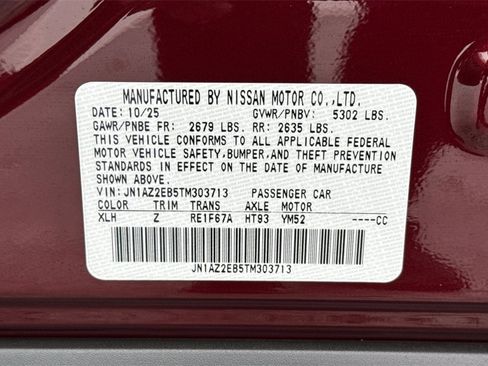 MANUFACTURED BY NISSAN MOTOR CO.,LTD.
DATE: 10/25 GVWR/PNBV: 5302 LBS.
GAWR/PNBE FR: 2679 LBS. RR: 2635 LBS.
THIS VEHICLE CONFORMS TO ALL APPLICABLE FEDERAL
MOTOR VEHICLE SAFETY,BUMPER,AND THEFT PREVENTION
STANDARDS IN EFFECT ON THE DATE OF MANUFACTURE
SHOWN ABOVE.
VIN: JN1AZ2EB5TM303713 PASSENGER CAR
COLOR TRIM TRANS AXLE MOTOR
XLH Z RE1F67A HT93 YM52 ----CC
JN1AZ2EB5TM303713